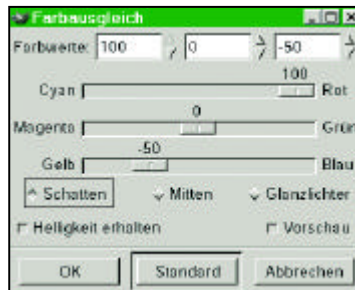 Farbausgleich
Farbwerte: 100 0 -50
100
Cyan Rot
0
Magenta Grün
-50
Gelb Blau
Schatten Mitten Glanzlichter
Helligkeit erhalten Vorschau
OK Standard Abbrechen